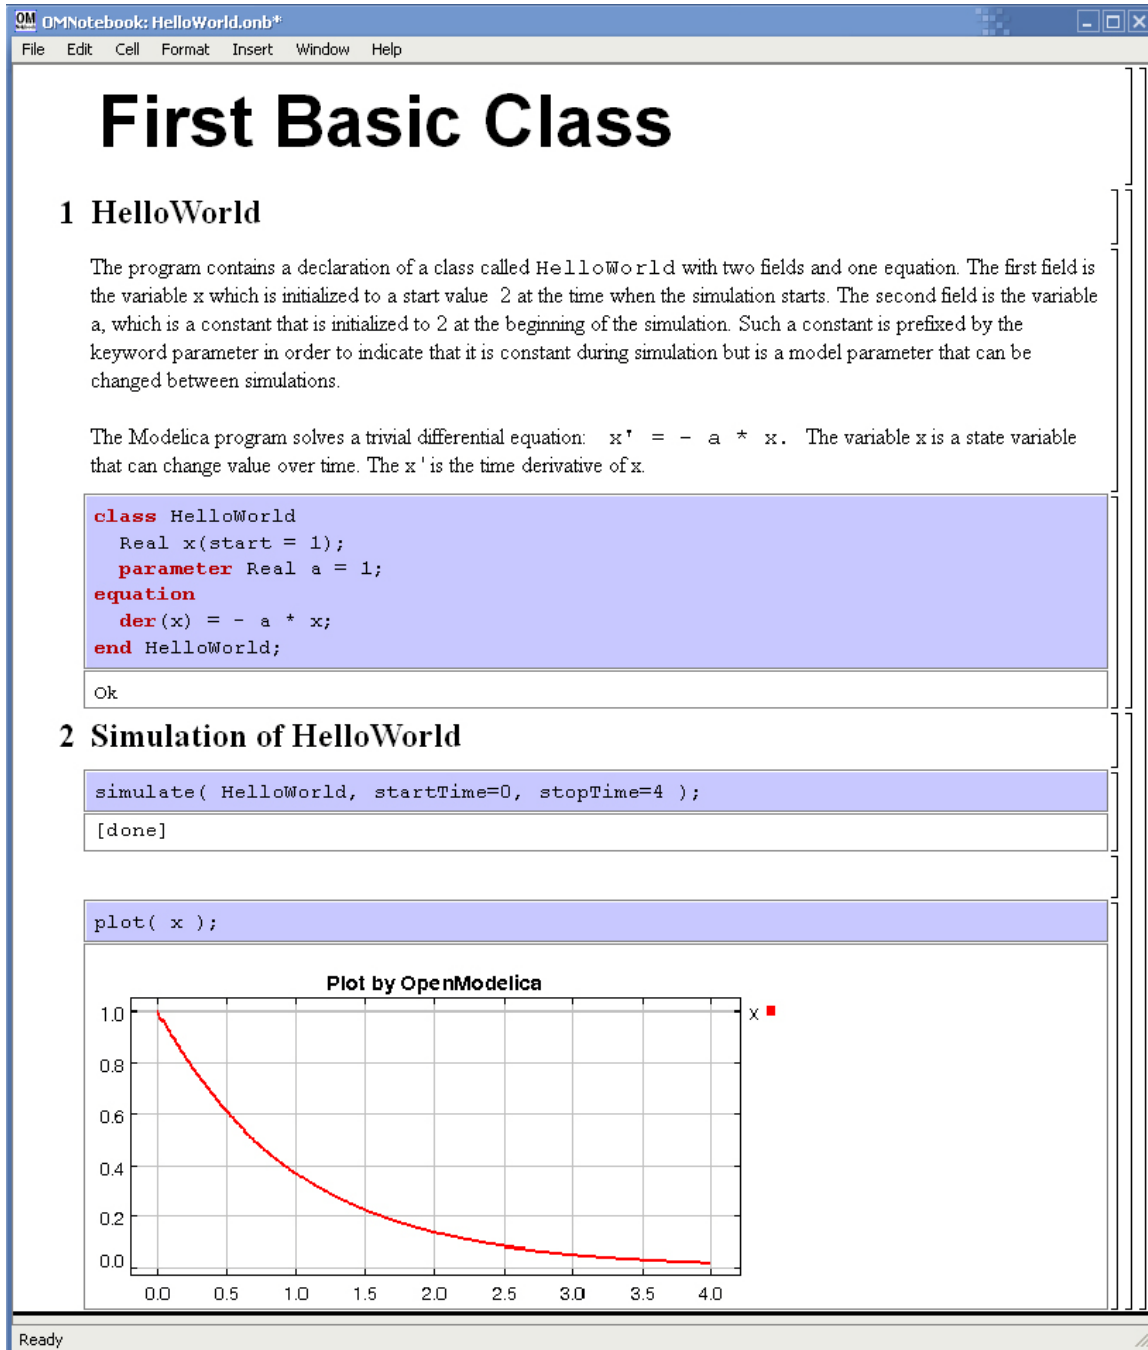 OMNotebook: HelloWorld.onb*
File Edit Cell Format Insert Window Help
First Basic Class
1 HelloWorld
The program contains a declaration of a class called HelloWorld with two fields and one equation. The first field is
the variable x which is initialized to a start value 2 at the time when the simulation starts. The second field is the variable
a, which is a constant that is initialized to 2 at the beginning of the simulation. Such a constant is prefixed by the
keyword parameter in order to indicate that it is constant during simulation but is a model parameter that can be
changed between simulations.
The Modelica program solves a trivial differential equation: x' = - a * x. The variable x is a state variable
that can change value over time. The x ' is the time derivative of x.
class HelloWorld
Real x(start = 1);
parameter Real a = 1;
equation
der(x) = - a * x;
end HelloWorld;
Ok
2 Simulation of HelloWorld
simulate( HelloWorld, startTime=0, stopTime=4 );
[done]
plot( x );
Plot by OpenModelica
1.0
x
0.8
0.6
0.4
0.2
0.0
0.0 0.5 1.0 1.5 2.0 2.5 3.0 3.5 4.0
Ready